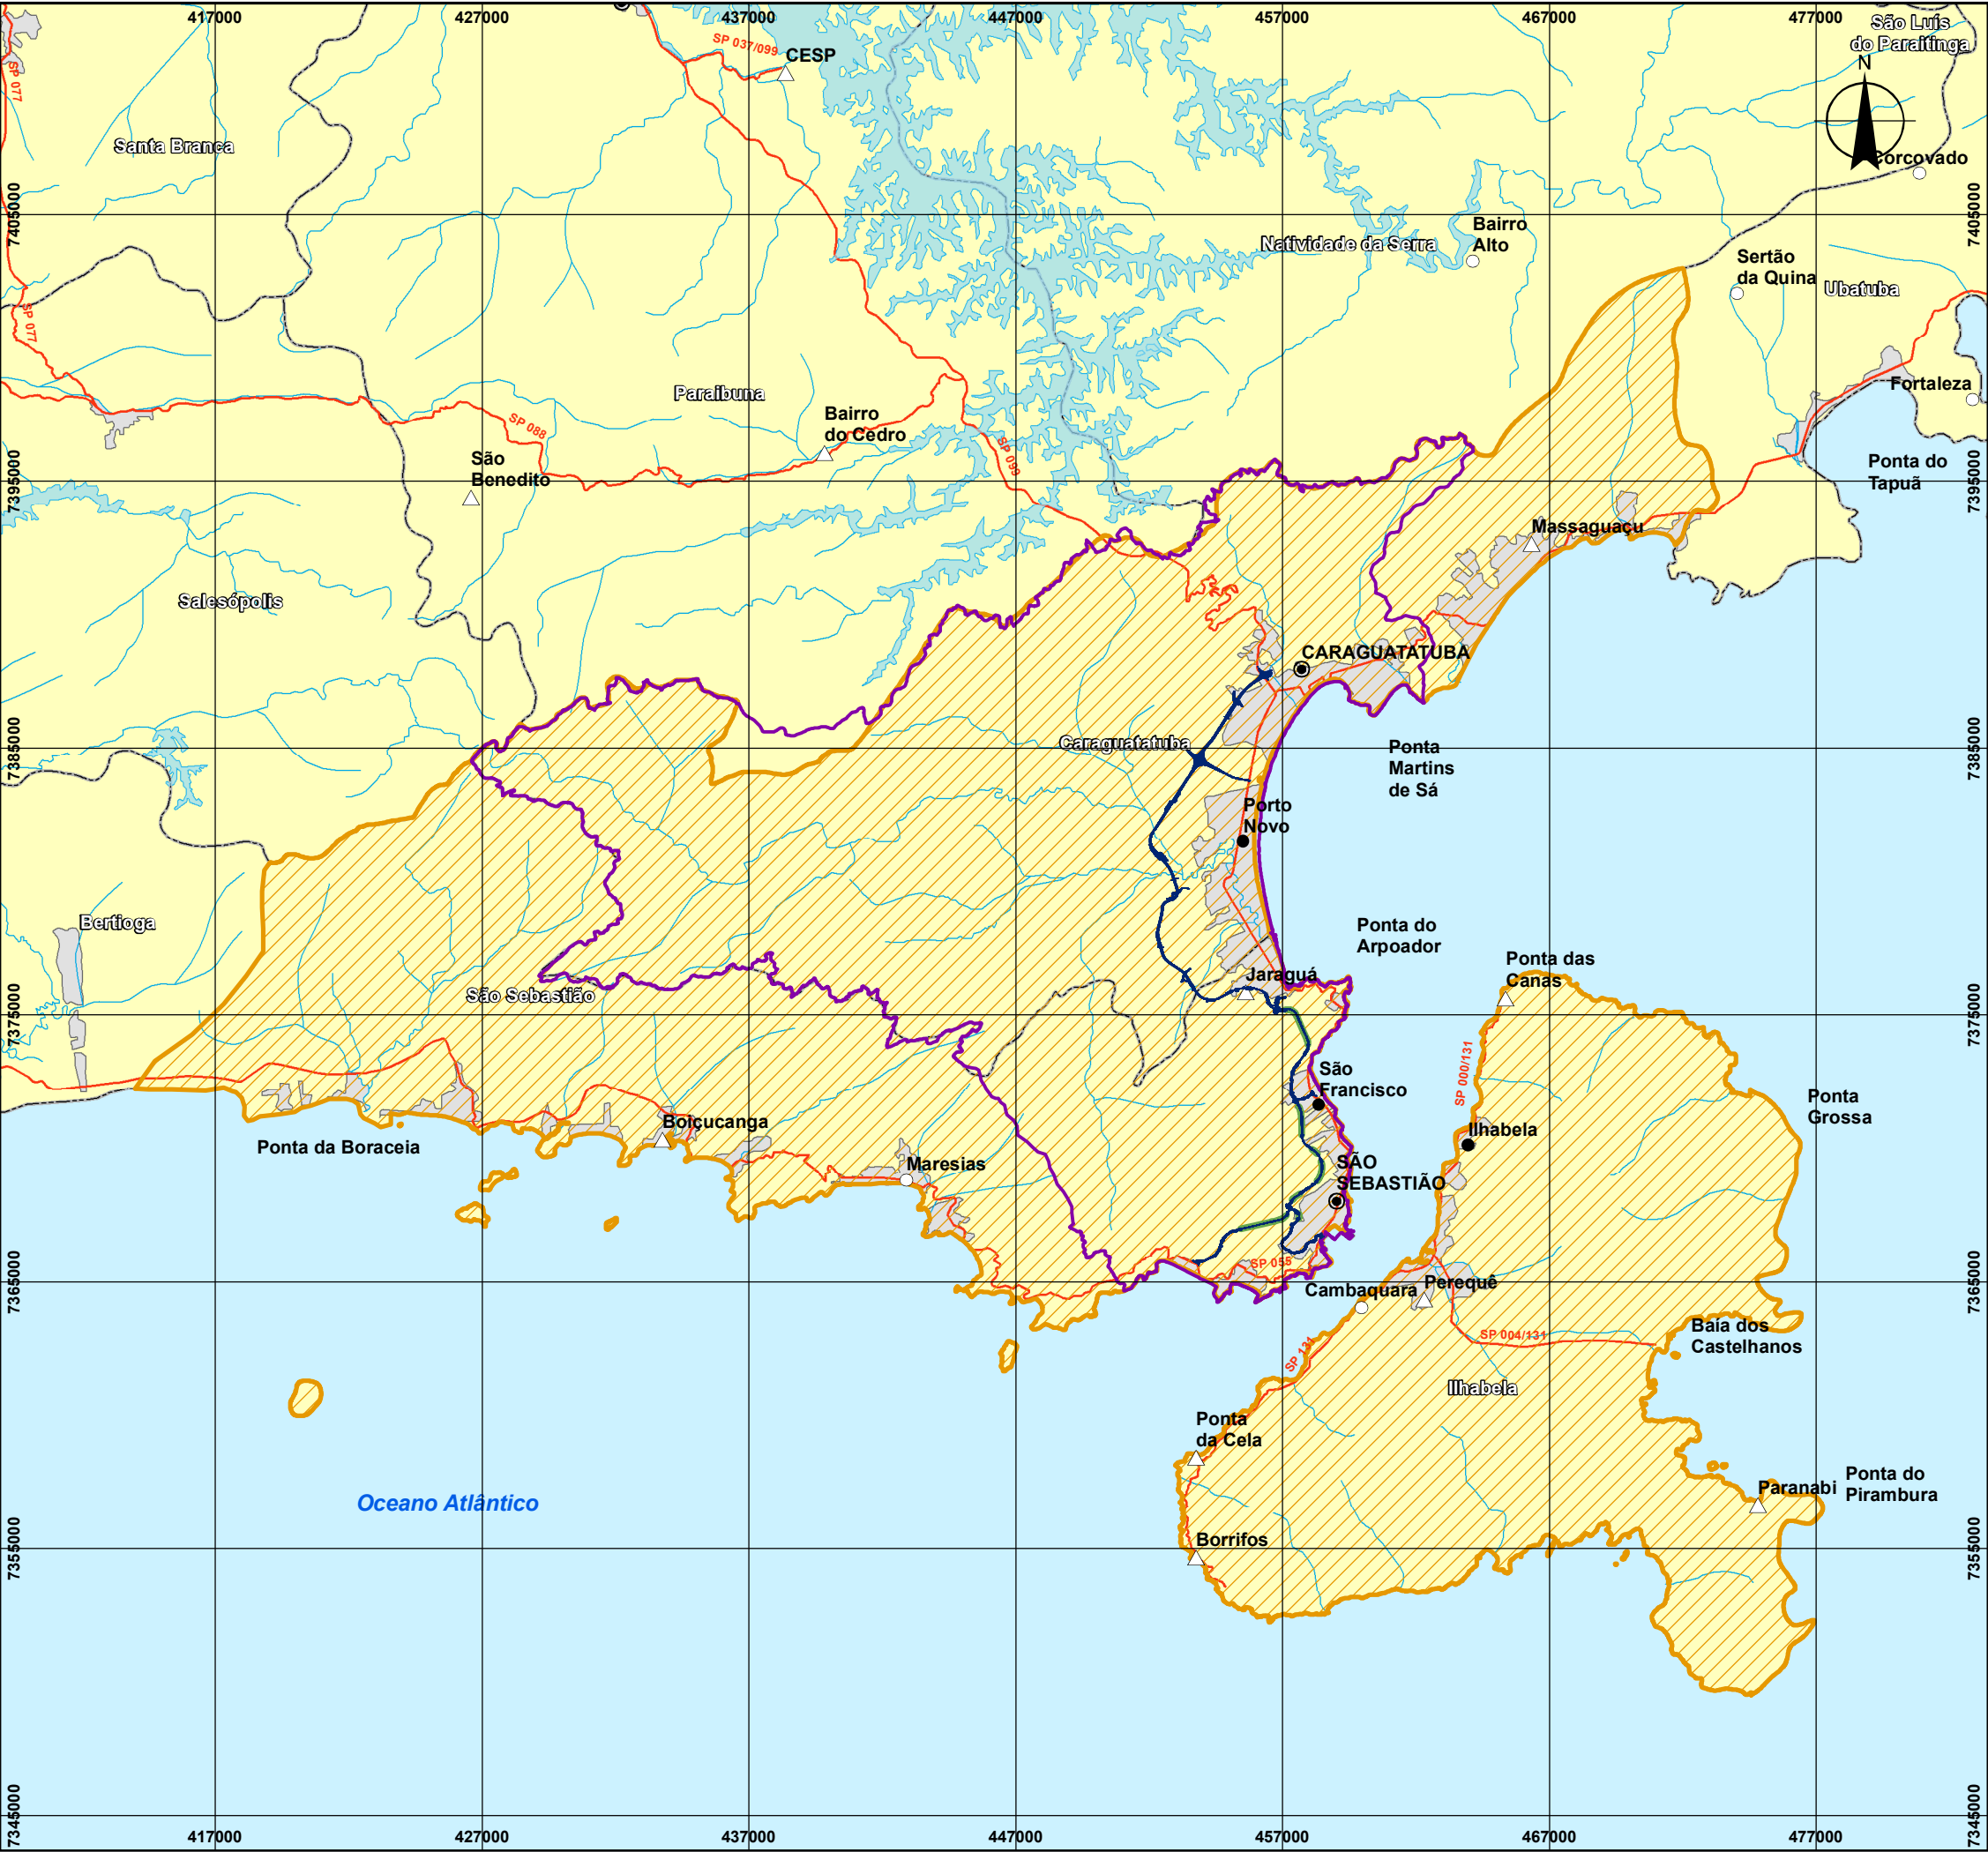 417000
427000
437000
447000
457000
467000
477000
São Luís
do Paraitinga
N
SP 037/099
CESP
SP 077
Santa Branca
Corcovado
7405000
7405000
Bairro
Alto
Natividade da Serra
Sertão
da Quina
Ubatuba
SP 077
Paraibuna
Fortaleza
Bairro
do Cedro
SP 088
SP 099
São
Benedito
Ponta do
Tapuã
7395000
7395000
Massaguaçu
Salesópolis
CARAGUATATUBA
Caraguatatuba
Ponta
Martins
de Sá
7385000
7385000
Porto
Novo
Bertioga
Ponta do
Arpoador
Ponta das
Canas
Jaraguá
São Sebastião
7375000
7375000
SP 000/131
São
Francisco
Ponta
Grossa
Boiçucanga
Ilhabela
Ponta da Boraceia
Maresias
SÃO
SEBASTIÃO
SP 055
7365000
7365000
Cambaquara
Perequê
SP 131
SP 004/131
Baía dos
Castelhanos
Ilhabela
Ponta
da Cela
Paranabi
Ponta do
Pirambura
Oceano Atlântico
Borrifos
7355000
7355000
7345000
7345000
417000
427000
437000
447000
457000
467000
477000